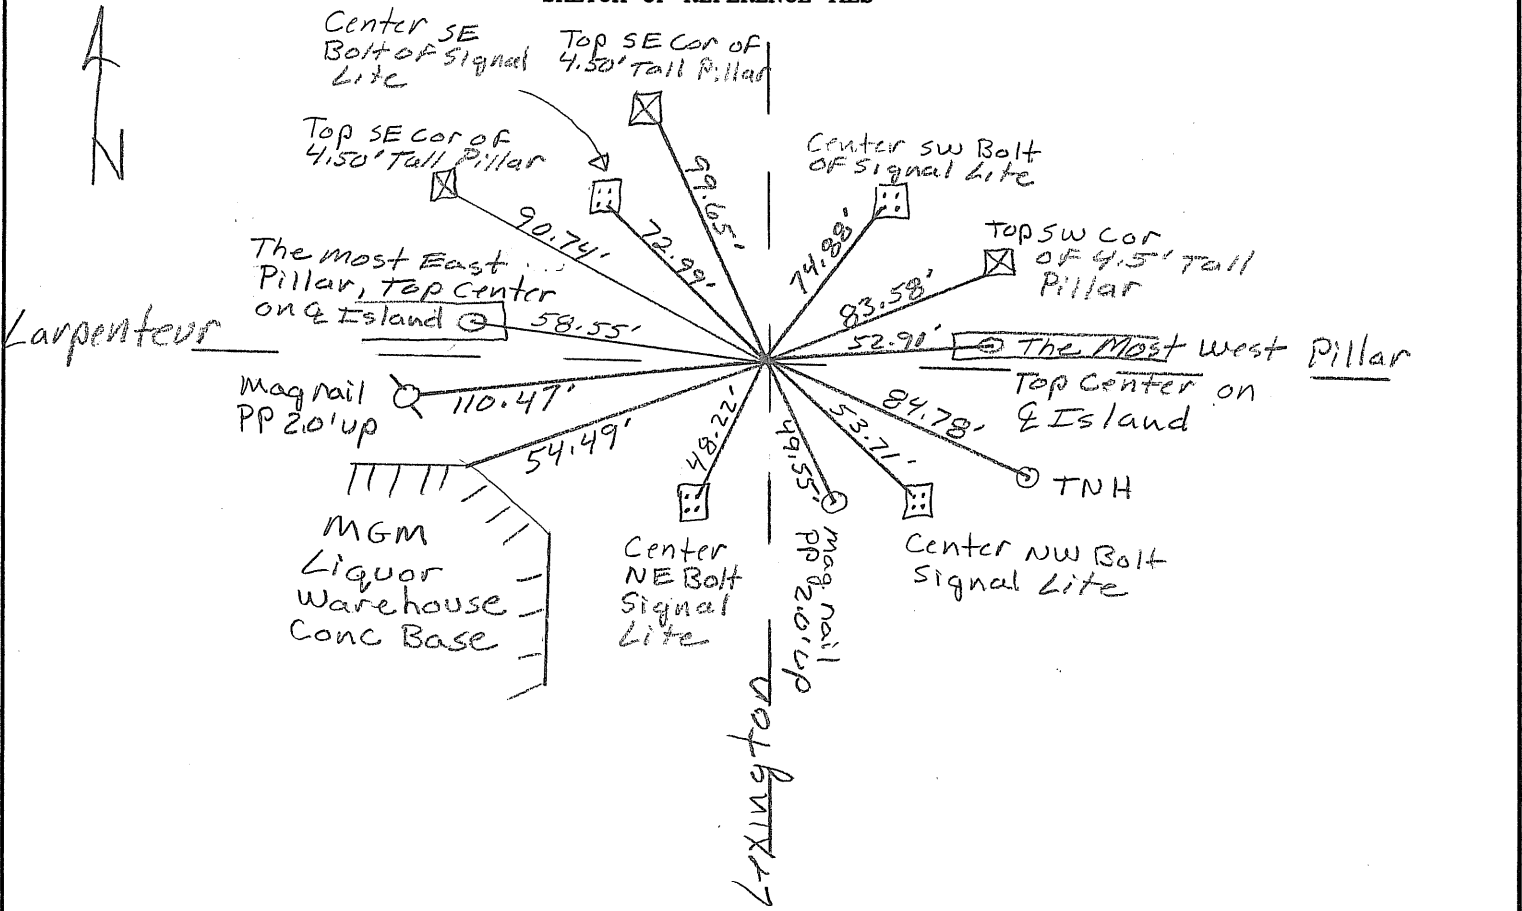 SKETCH OF REFERENCE TIES
N
Center SE
Bolt of Signal
Lite
Top SE Cor of
4.50' Tall Pillar
Top SE Cor of
4.50' Tall Pillar
Center SW Bolt
of Signal Lite
Top SW Cor
of 4.5' Tall
Pillar
99.65'
90.74'
72.99'
74.88'
83.58'
The most East
Pillar, Top Center
on ℄ Island
58.55'
52.91'
The Most West Pillar
Top Center on
℄ Island
Larpenteur
Mag nail
PP 2.0' up
110.47'
54.49'
48.22'
49.55'
53.71'
84.78'
TNH
MGM
Liquor
Warehouse
Conc Base
Center
NE Bolt
Signal
Lite
mag nail
PP 2.0' up
Center NW Bolt
Signal Lite
Lexington